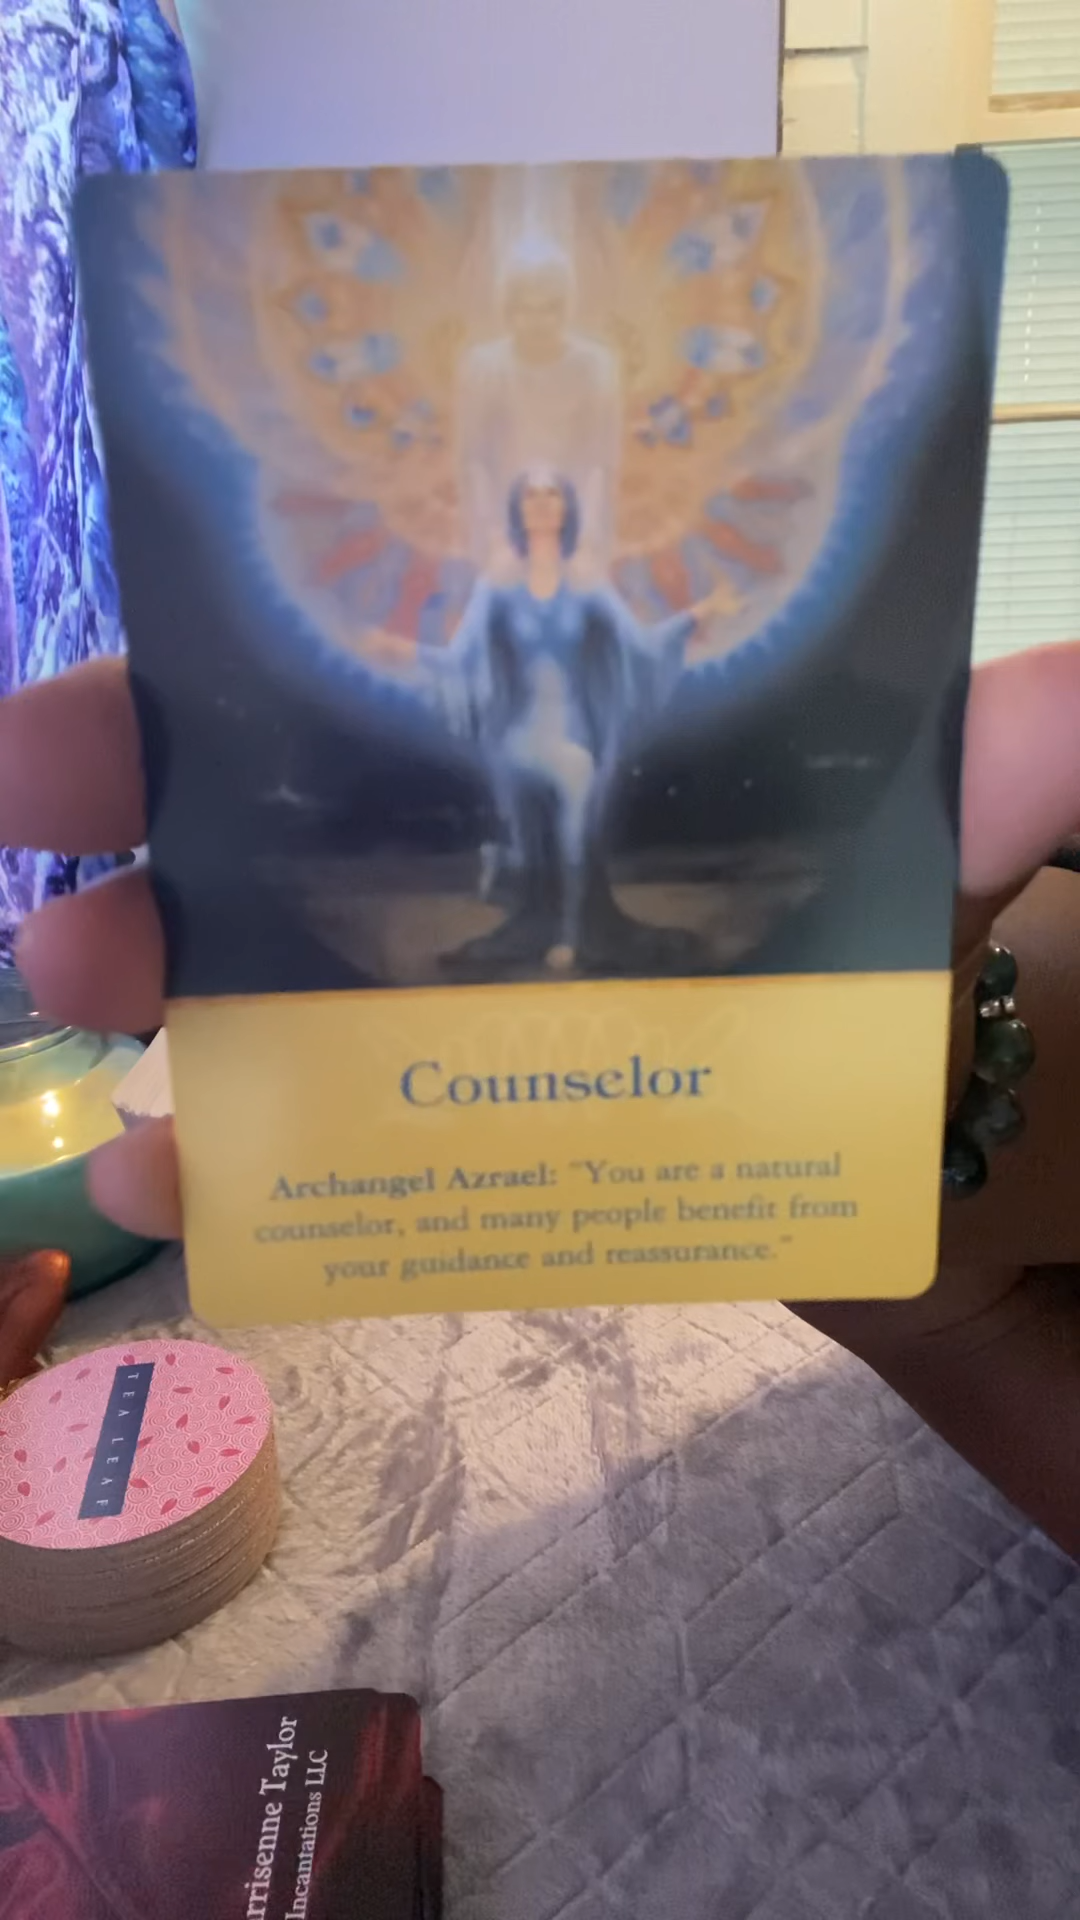 Counselor
Archangel Azrael: "You are a natural
counselor, and many people benefit from
your guidance and reassurance."
TEA LEAF
rrisenne Taylor
Incantations LLC